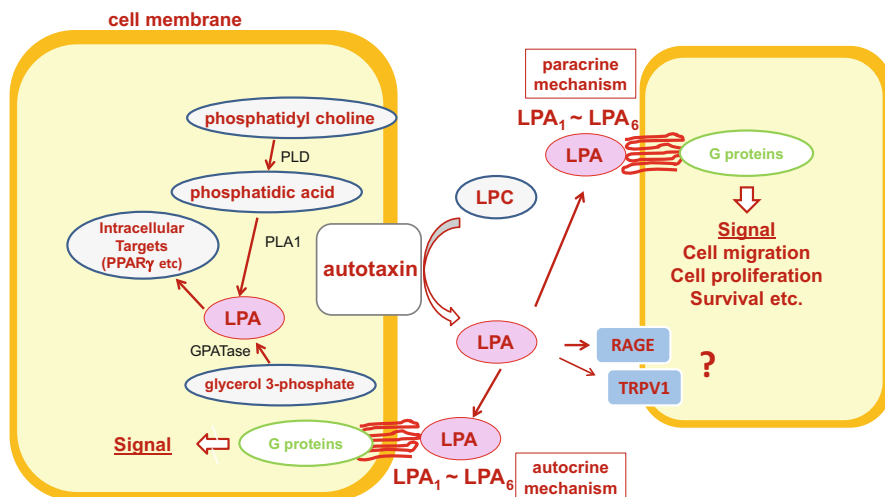 cell membrane
phosphatidyl choline
PLD
phosphatidic acid
Intracellular
Targets
(PPARγ etc)
PLA1
LPA
GPATase
glycerol 3-phosphate
autotaxin
LPC
LPA
paracrine
mechanism
LPA₁ ~ LPA₆
LPA
G proteins
Signal
Cell migration
Cell proliferation
Survival etc.
RAGE
TRPV1
?
Signal
G proteins
LPA
LPA₁ ~ LPA₆
autocrine
mechanism